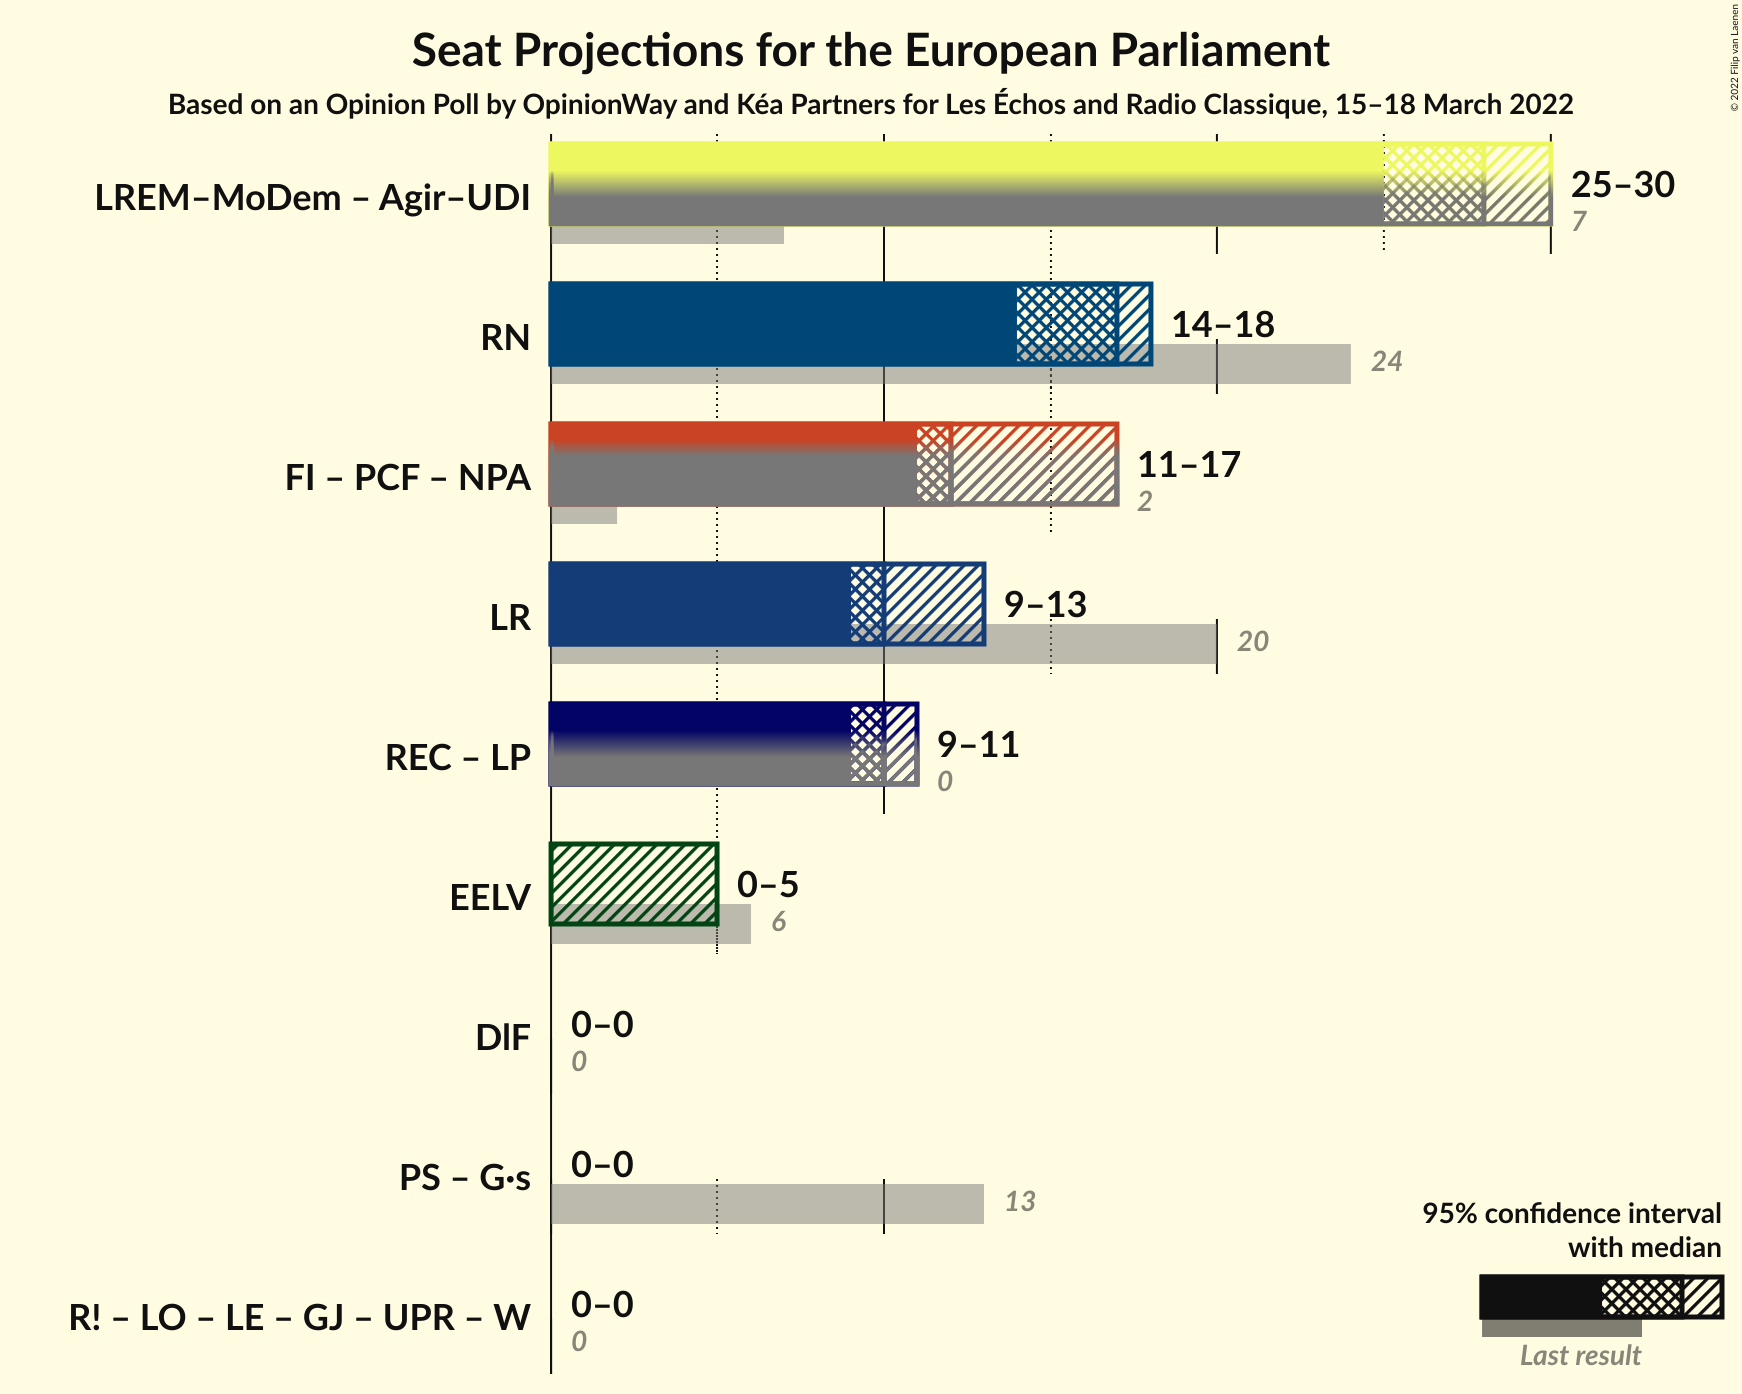 Seat Projections for the European Parliament
Based on an Opinion Poll by OpinionWay and Kéa Partners for Les Échos and Radio Classique, 15–18 March 2022
© 2022 Filip van Laenen
LREM–MoDem – Agir–UDI
25–30
7
RN
14–18
24
FI – PCF – NPA
11–17
2
LR
9–13
20
REC – LP
9–11
0
EELV
0–5
6
DlF
0–0
0
PS – G·s
0–0
13
R! – LO – LE – GJ – UPR – W
0–0
0
95% confidence interval
with median
Last result